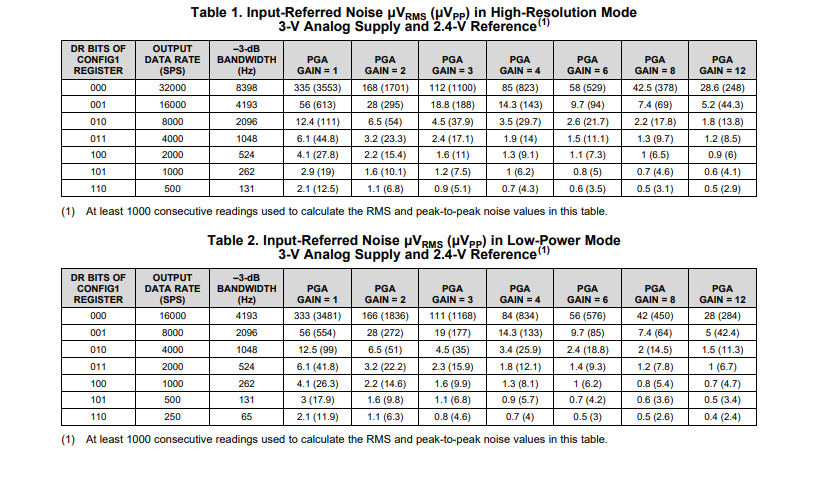 Table 1. Input-Referred Noise μVRMS (μVPP) in High-Resolution Mode
3-V Analog Supply and 2.4-V Reference(1)
DR BITS OF CONFIG1 REGISTER OUTPUT DATA RATE (SPS) –3-dB BANDWIDTH (Hz) PGA GAIN = 1 PGA GAIN = 2 PGA GAIN = 3 PGA GAIN = 4 PGA GAIN = 6 PGA GAIN = 8 PGA GAIN = 12
000 32000 8398 335 (3553) 168 (1701) 112 (1100) 85 (823) 58 (529) 42.5 (378) 28.6 (248)
001 16000 4193 56 (613) 28 (295) 18.8 (188) 14.3 (143) 9.7 (94) 7.4 (69) 5.2 (44.3)
010 8000 2096 12.4 (111) 6.5 (54) 4.5 (37.9) 3.5 (29.7) 2.6 (21.7) 2.2 (17.8) 1.8 (13.8)
011 4000 1048 6.1 (44.8) 3.2 (23.3) 2.4 (17.1) 1.9 (14) 1.5 (11.1) 1.3 (9.7) 1.2 (8.5)
100 2000 524 4.1 (27.8) 2.2 (15.4) 1.6 (11) 1.3 (9.1) 1.1 (7.3) 1 (6.5) 0.9 (6)
101 1000 262 2.9 (19) 1.6 (10.1) 1.2 (7.5) 1 (6.2) 0.8 (5) 0.7 (4.6) 0.6 (4.1)
110 500 131 2.1 (12.5) 1.1 (6.8) 0.9 (5.1) 0.7 (4.3) 0.6 (3.5) 0.5 (3.1) 0.5 (2.9)
(1) At least 1000 consecutive readings used to calculate the RMS and peak-to-peak noise values in this table.
Table 2. Input-Referred Noise μVRMS (μVPP) in Low-Power Mode
3-V Analog Supply and 2.4-V Reference(1)
DR BITS OF CONFIG1 REGISTER OUTPUT DATA RATE (SPS) –3-dB BANDWIDTH (Hz) PGA GAIN = 1 PGA GAIN = 2 PGA GAIN = 3 PGA GAIN = 4 PGA GAIN = 6 PGA GAIN = 8 PGA GAIN = 12
000 16000 4193 333 (3481) 166 (1836) 111 (1168) 84 (834) 56 (576) 42 (450) 28 (284)
001 8000 2096 56 (554) 28 (272) 19 (177) 14.3 (133) 9.7 (85) 7.4 (64) 5 (42.4)
010 4000 1048 12.5 (99) 6.5 (51) 4.5 (35) 3.4 (25.9) 2.4 (18.8) 2 (14.5) 1.5 (11.3)
011 2000 524 6.1 (41.8) 3.2 (22.2) 2.3 (15.9) 1.8 (12.1) 1.4 (9.3) 1.2 (7.8) 1 (6.7)
100 1000 262 4.1 (26.3) 2.2 (14.6) 1.6 (9.9) 1.3 (8.1) 1 (6.2) 0.8 (5.4) 0.7 (4.7)
101 500 131 3 (17.9) 1.6 (9.8) 1.1 (6.8) 0.9 (5.7) 0.7 (4.2) 0.6 (3.6) 0.5 (3.4)
110 250 65 2.1 (11.9) 1.1 (6.3) 0.8 (4.6) 0.7 (4) 0.5 (3) 0.5 (2.6) 0.4 (2.4)
(1) At least 1000 consecutive readings used to calculate the RMS and peak-to-peak noise values in this table.